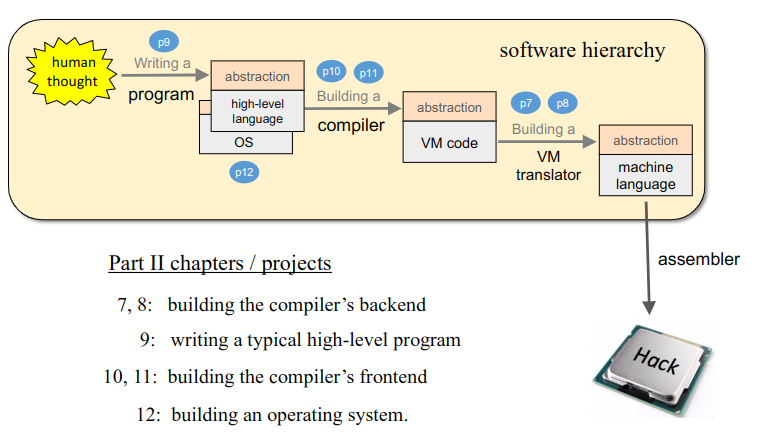 software hierarchy
human
thought
p9
Writing a
program
abstraction
high-level
language
OS
p12
p10 p11
Building a
compiler
abstraction
VM code
p7 p8
Building a
VM
translator
abstraction
machine
language
assembler
Hack
Part II chapters / projects
7, 8: building the compiler’s backend
9: writing a typical high-level program
10, 11: building the compiler’s frontend
12: building an operating system.